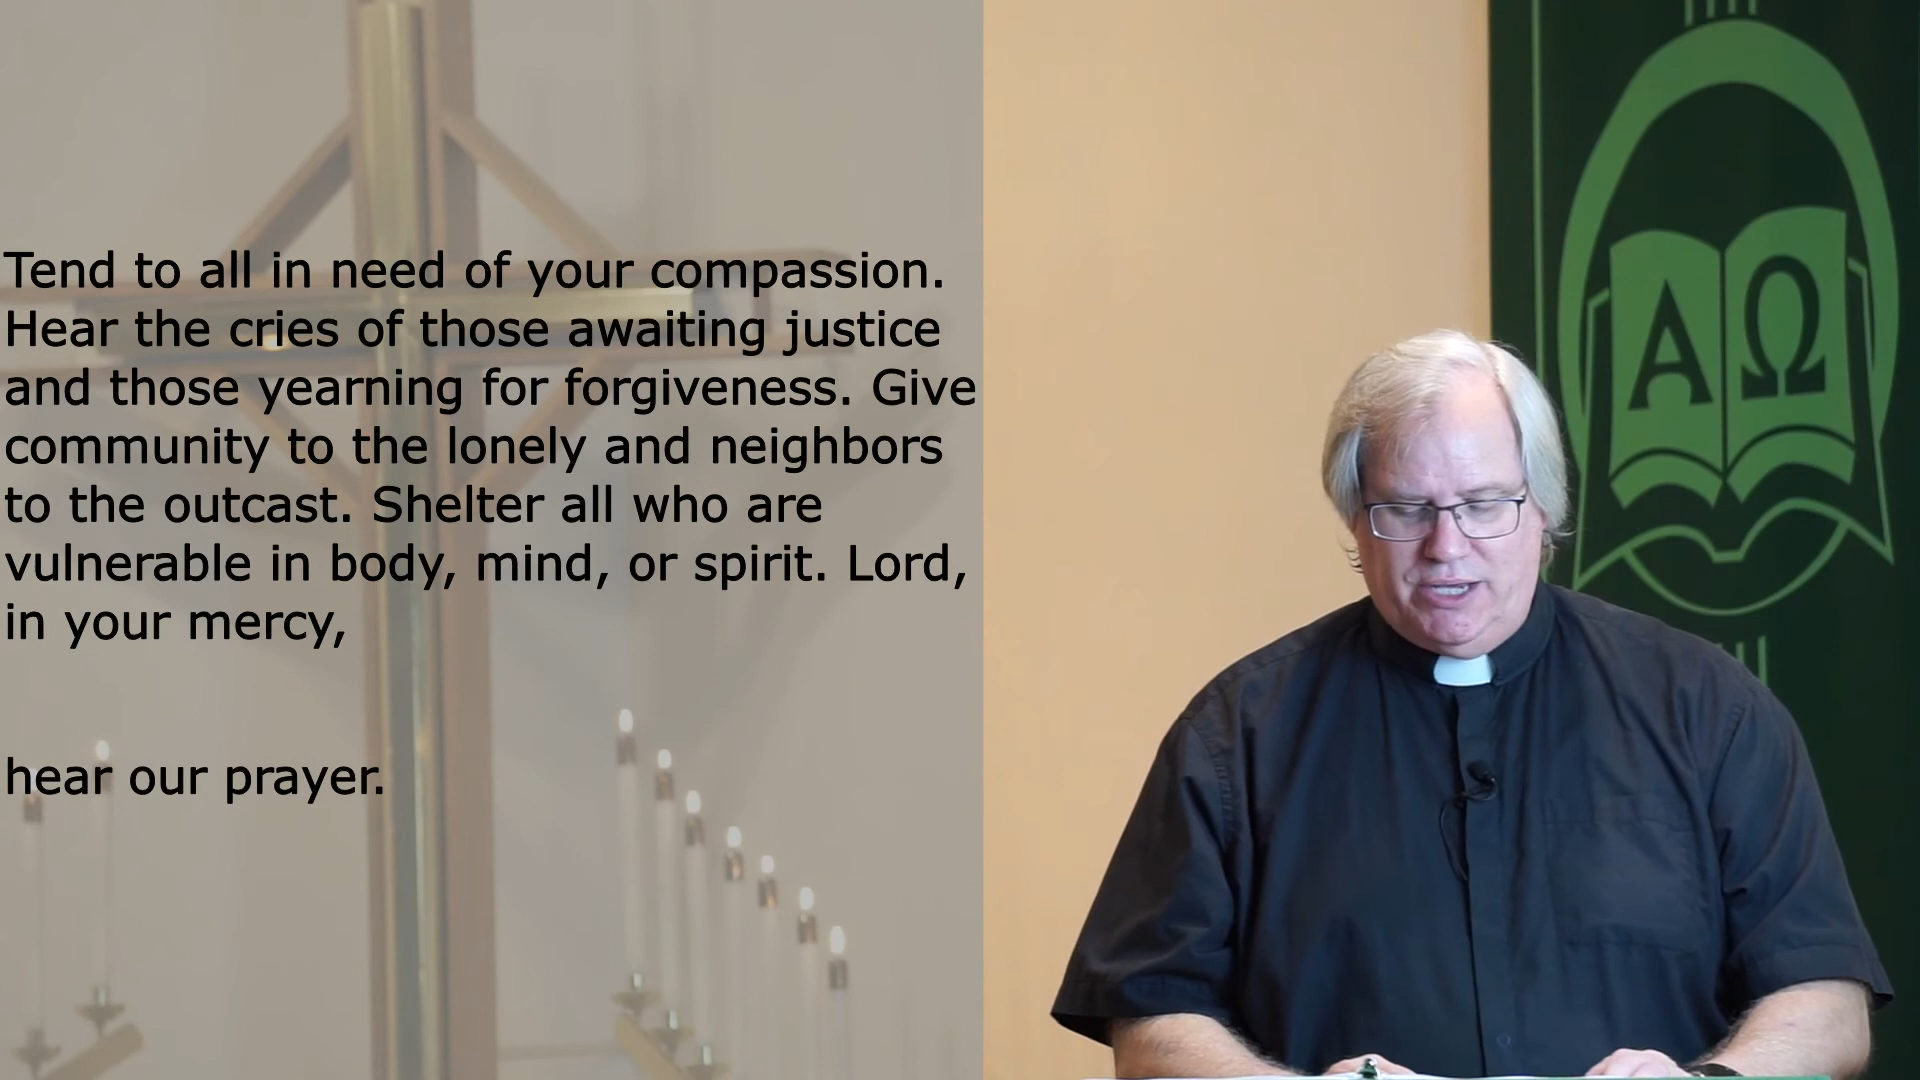 Tend to all in need of your compassion.
Hear the cries of those awaiting justice
and those yearning for forgiveness. Give
community to the lonely and neighbors
to the outcast. Shelter all who are
vulnerable in body, mind, or spirit. Lord,
in your mercy,
hear our prayer.
Α Ω